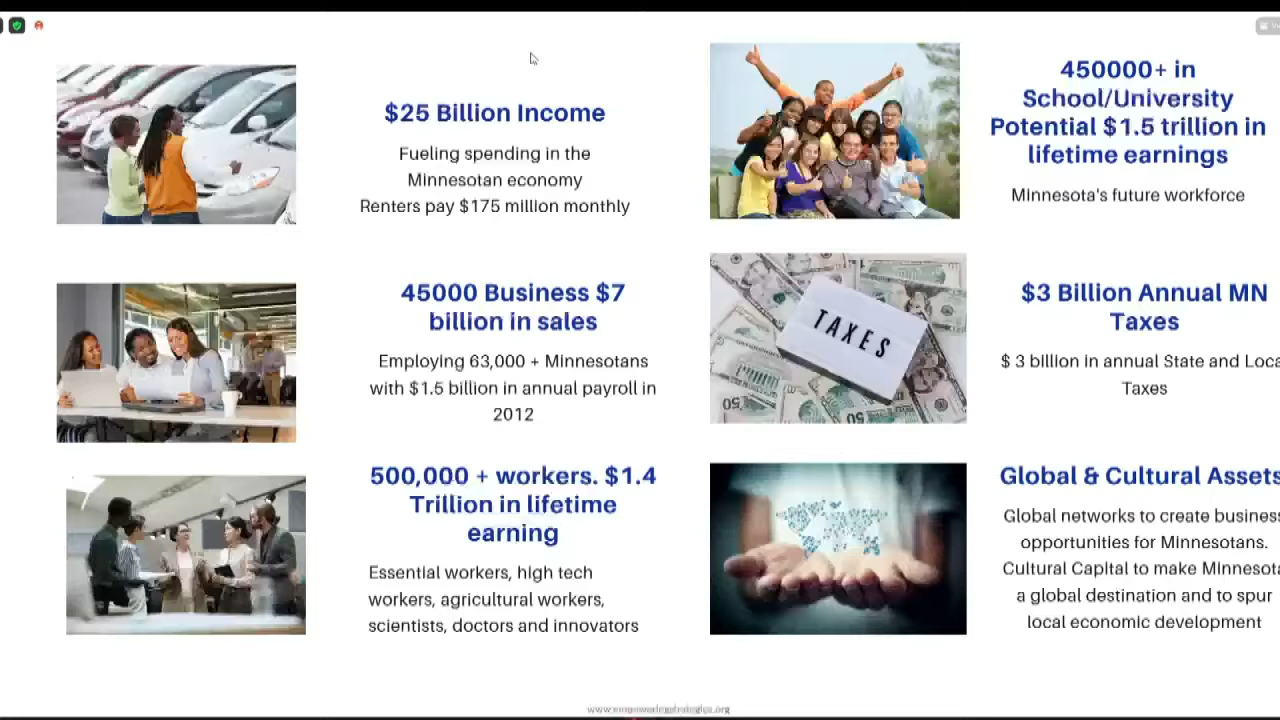 $25 Billion Income
Fueling spending in the
Minnesotan economy
Renters pay $175 million monthly
450000+ in
School/University
Potential $1.5 trillion in
lifetime earnings
Minnesota's future workforce
45000 Business $7
billion in sales
Employing 63,000 + Minnesotans
with $1.5 billion in annual payroll in
2012
TAXES
50
50
$3 Billion Annual MN
Taxes
$ 3 billion in annual State and Loca
Taxes
500,000 + workers. $1.4
Trillion in lifetime
earning
Essential workers, high tech
workers, agricultural workers,
scientists, doctors and innovators
Global & Cultural Assets
Global networks to create business
opportunities for Minnesotans.
Cultural Capital to make Minnesota
a global destination and to spur
local economic development